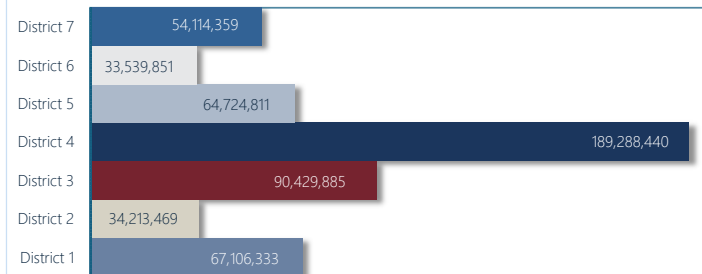 District 7 54,114,359
District 6 33,539,851
District 5 64,724,811
District 4 189,288,440
District 3 90,429,885
District 2 34,213,469
District 1 67,106,333